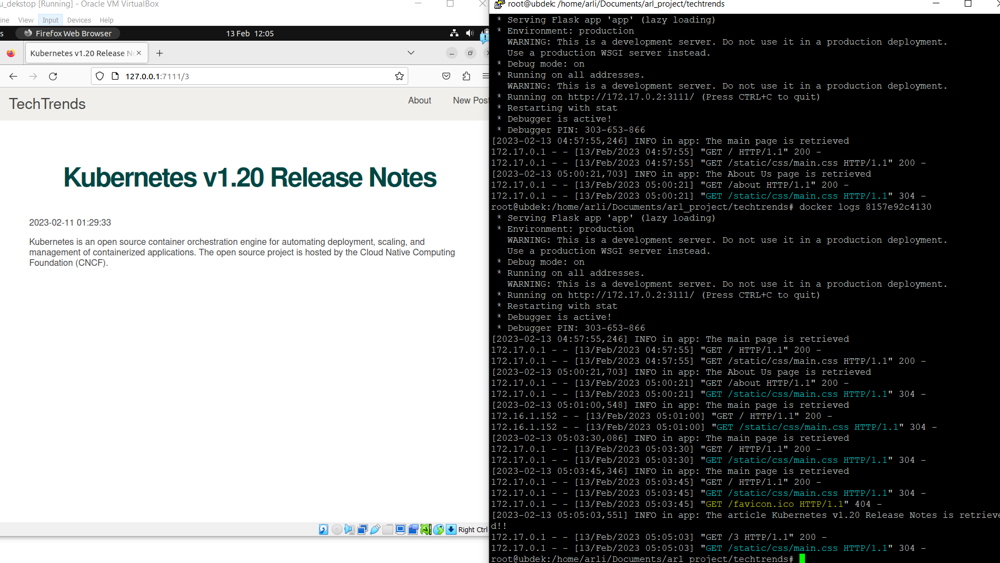 u_dekstop [Running] - Oracle VM VirtualBox
ine View Input Devices Help
s Firefox Web Browser 13 Feb 12:05
Kubernetes v1.20 Release N
127.0.0.1:7111/3
TechTrends About New Post
Kubernetes v1.20 Release Notes
2023-02-11 01:29:33
Kubernetes is an open source container orchestration engine for automating deployment, scaling, and
management of containerized applications. The open source project is hosted by the Cloud Native Computing
Foundation (CNCF).
Right Ctrl
root@ubdek: /home/arli/Documents/arl_project/techtrends
* Serving Flask app 'app' (lazy loading)
* Environment: production
WARNING: This is a development server. Do not use it in a production deployment.
Use a production WSGI server instead.
* Debug mode: on
* Running on all addresses.
WARNING: This is a development server. Do not use it in a production deployment.
* Running on http://172.17.0.2:3111/ (Press CTRL+C to quit)
* Restarting with stat
* Debugger is active!
* Debugger PIN: 303-653-866
[2023-02-13 04:57:55,246] INFO in app: The main page is retrieved
172.17.0.1 - - [13/Feb/2023 04:57:55] "GET / HTTP/1.1" 200 -
172.17.0.1 - - [13/Feb/2023 04:57:55] "GET /static/css/main.css HTTP/1.1" 200 -
[2023-02-13 05:00:21,703] INFO in app: The About Us page is retrieved
172.17.0.1 - - [13/Feb/2023 05:00:21] "GET /about HTTP/1.1" 200 -
172.17.0.1 - - [13/Feb/2023 05:00:21] "GET /static/css/main.css HTTP/1.1" 304 -
root@ubdek:/home/arli/Documents/arl_project/techtrends# docker logs 8157e92c4130
* Serving Flask app 'app' (lazy loading)
* Environment: production
WARNING: This is a development server. Do not use it in a production deployment.
Use a production WSGI server instead.
* Debug mode: on
* Running on all addresses.
WARNING: This is a development server. Do not use it in a production deployment.
* Running on http://172.17.0.2:3111/ (Press CTRL+C to quit)
* Restarting with stat
* Debugger is active!
* Debugger PIN: 303-653-866
[2023-02-13 04:57:55,246] INFO in app: The main page is retrieved
172.17.0.1 - - [13/Feb/2023 04:57:55] "GET / HTTP/1.1" 200 -
172.17.0.1 - - [13/Feb/2023 04:57:55] "GET /static/css/main.css HTTP/1.1" 200 -
[2023-02-13 05:00:21,703] INFO in app: The About Us page is retrieved
172.17.0.1 - - [13/Feb/2023 05:00:21] "GET /about HTTP/1.1" 200 -
172.17.0.1 - - [13/Feb/2023 05:00:21] "GET /static/css/main.css HTTP/1.1" 304 -
[2023-02-13 05:01:00,548] INFO in app: The main page is retrieved
172.16.1.152 - - [13/Feb/2023 05:01:00] "GET / HTTP/1.1" 200 -
172.16.1.152 - - [13/Feb/2023 05:01:00] "GET /static/css/main.css HTTP/1.1" 304 -
[2023-02-13 05:03:30,086] INFO in app: The main page is retrieved
172.17.0.1 - - [13/Feb/2023 05:03:30] "GET / HTTP/1.1" 200 -
172.17.0.1 - - [13/Feb/2023 05:03:30] "GET /static/css/main.css HTTP/1.1" 304 -
[2023-02-13 05:03:45,346] INFO in app: The main page is retrieved
172.17.0.1 - - [13/Feb/2023 05:03:45] "GET / HTTP/1.1" 200 -
172.17.0.1 - - [13/Feb/2023 05:03:45] "GET /static/css/main.css HTTP/1.1" 304 -
172.17.0.1 - - [13/Feb/2023 05:03:45] "GET /favicon.ico HTTP/1.1" 404 -
[2023-02-13 05:05:03,551] INFO in app: The article Kubernetes v1.20 Release Notes is retrieve
d!!
172.17.0.1 - - [13/Feb/2023 05:05:03] "GET /3 HTTP/1.1" 200 -
172.17.0.1 - - [13/Feb/2023 05:05:03] "GET /static/css/main.css HTTP/1.1" 304 -
root@ubdek:/home/arli/Documents/arl_project/techtrends#